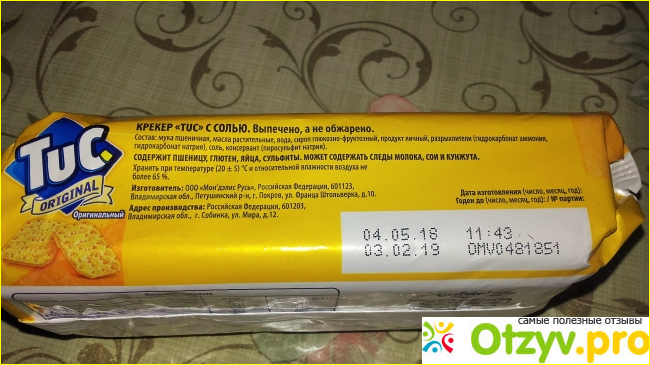 TUC
ORIGINAL
Оригинальный
КРЕКЕР «TUC» С СОЛЬЮ. Выпечено, а не обжарено.
Состав: мука пшеничная, масла растительные, вода, сироп глюкозно-фруктозный, продукт яичный, разрыхлители (гидрокарбонат аммония,
гидрокарбонат натрия), соль, консервант (пиросульфит натрия).
СОДЕРЖИТ ПШЕНИЦУ, ГЛЮТЕН, ЯЙЦА, СУЛЬФИТЫ. МОЖЕТ СОДЕРЖАТЬ СЛЕДЫ МОЛОКА, СОИ И КУНЖУТА.
Хранить при температуре (20 ± 5) °С и относительной влажности воздуха не
более 65 %.
Изготовитель: ООО «Мон'дэлис Русь», Российская Федерация, 601123,
Владимирская обл., Петушинский р-н, г. Покров, ул. Франца Штольверка, д.10.
Адрес производства: Российская Федерация, 601203,
Владимирская обл., г. Собинка, ул. Мира, д.12.
Дата изготовления (число, месяц, год):
Годен до (число, месяц, год): / № партии:
04.05.18 11:43
03.02.19 OMV0481851
самые полезные отзывы
Otzyv.pro